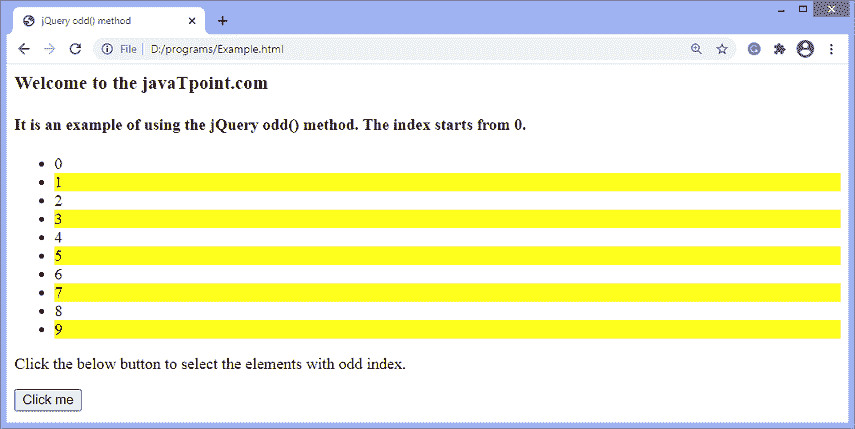 jQuery odd() method
File | D:/programs/Example.html
Welcome to the javaTpoint.com
It is an example of using the jQuery odd() method. The index starts from 0.
0
1
2
3
4
5
6
7
8
9
Click the below button to select the elements with odd index.
Click me